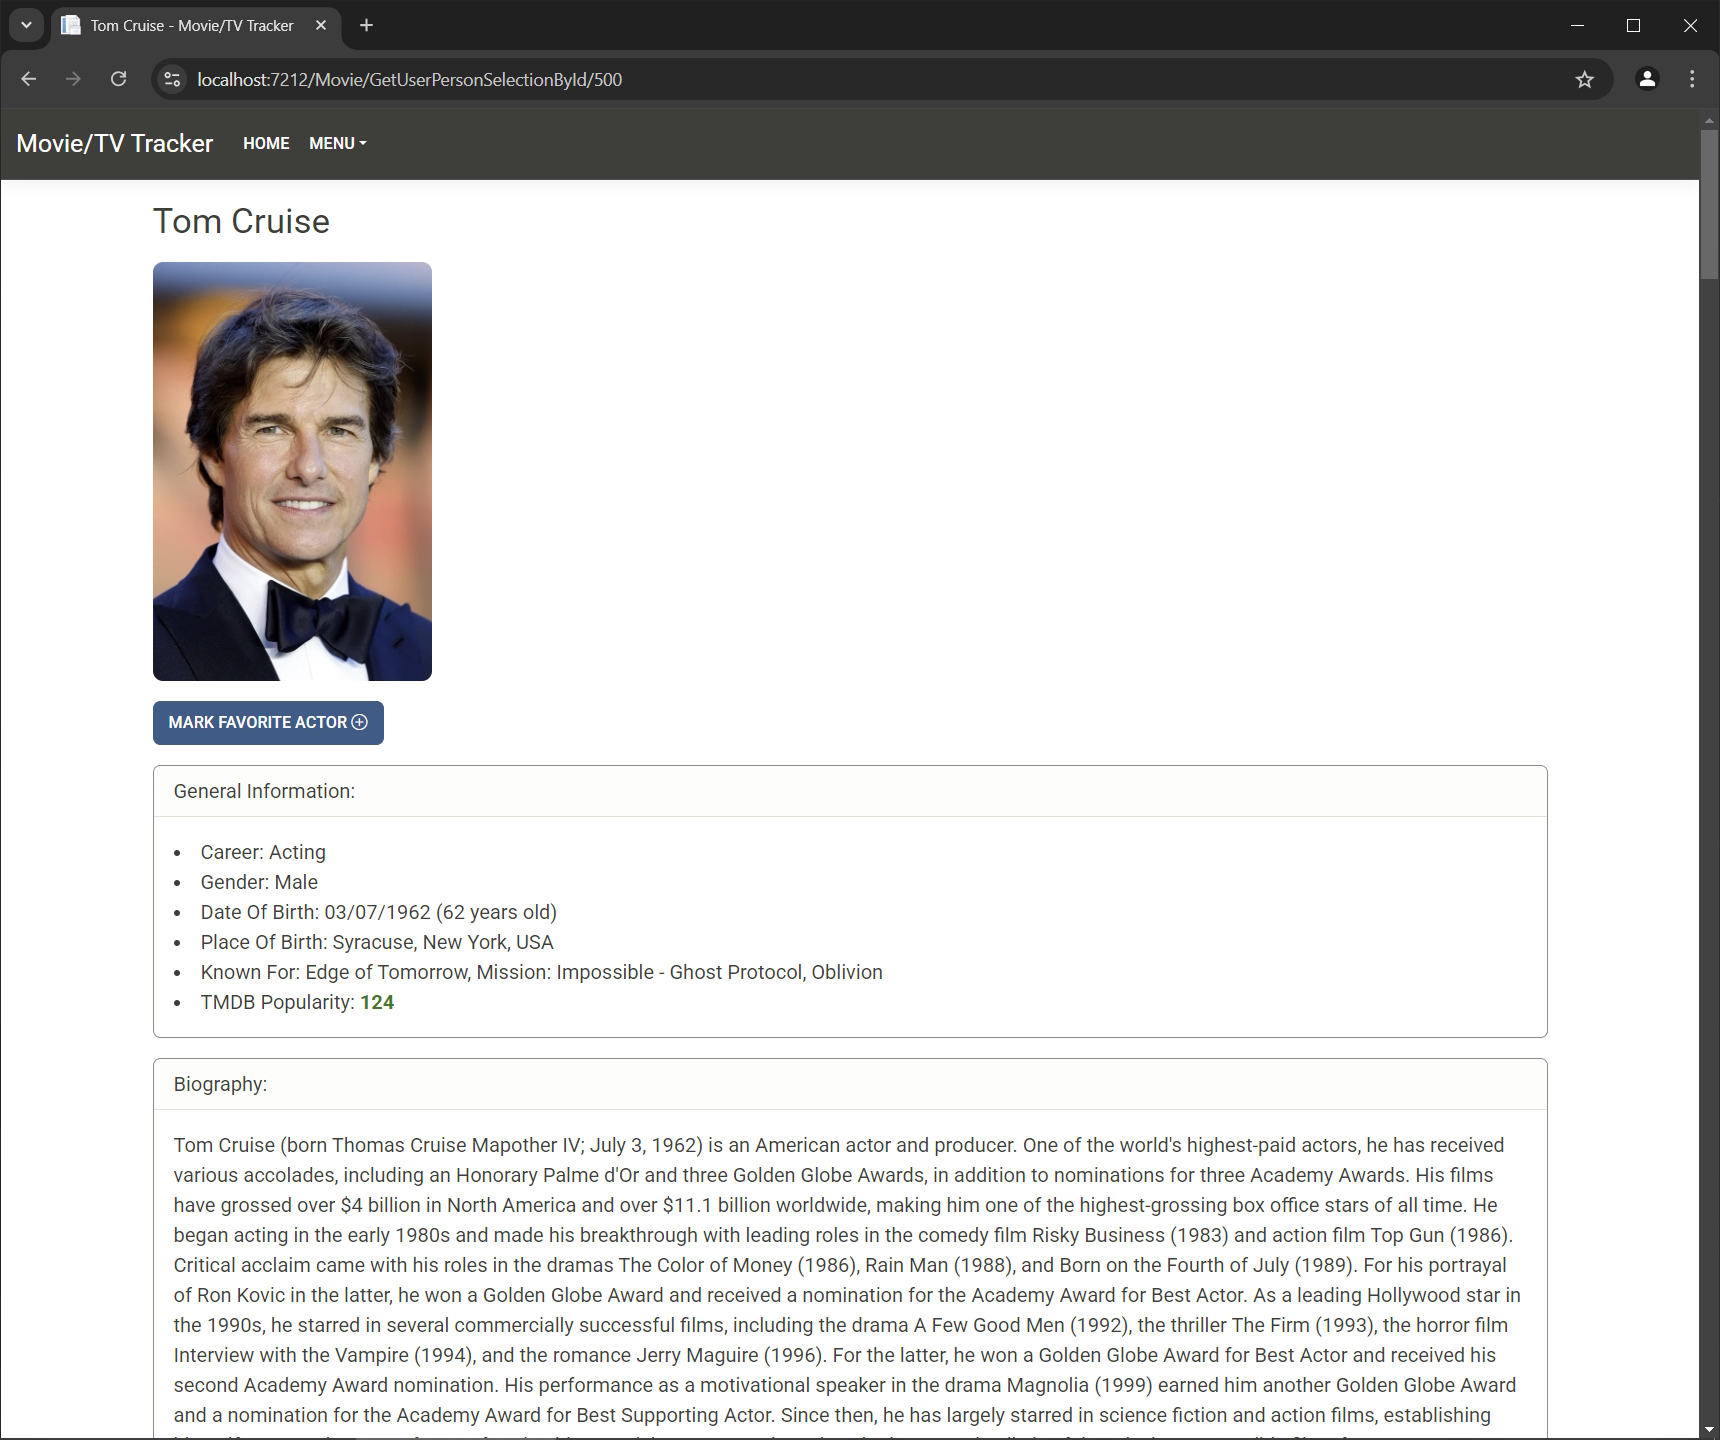 Tom Cruise - Movie/TV Tracker
localhost:7212/Movie/GetUserPersonSelectionById/500
Movie/TV Tracker HOME MENU
Tom Cruise
MARK FAVORITE ACTOR
General Information:
• Career: Acting
• Gender: Male
• Date Of Birth: 03/07/1962 (62 years old)
• Place Of Birth: Syracuse, New York, USA
• Known For: Edge of Tomorrow, Mission: Impossible - Ghost Protocol, Oblivion
• TMDB Popularity: 124
Biography:
Tom Cruise (born Thomas Cruise Mapother IV; July 3, 1962) is an American actor and producer. One of the world's highest-paid actors, he has received
various accolades, including an Honorary Palme d'Or and three Golden Globe Awards, in addition to nominations for three Academy Awards. His films
have grossed over $4 billion in North America and over $11.1 billion worldwide, making him one of the highest-grossing box office stars of all time. He
began acting in the early 1980s and made his breakthrough with leading roles in the comedy film Risky Business (1983) and action film Top Gun (1986).
Critical acclaim came with his roles in the dramas The Color of Money (1986), Rain Man (1988), and Born on the Fourth of July (1989). For his portrayal
of Ron Kovic in the latter, he won a Golden Globe Award and received a nomination for the Academy Award for Best Actor. As a leading Hollywood star in
the 1990s, he starred in several commercially successful films, including the drama A Few Good Men (1992), the thriller The Firm (1993), the horror film
Interview with the Vampire (1994), and the romance Jerry Maguire (1996). For the latter, he won a Golden Globe Award for Best Actor and received his
second Academy Award nomination. His performance as a motivational speaker in the drama Magnolia (1999) earned him another Golden Globe Award
and a nomination for the Academy Award for Best Supporting Actor. Since then, he has largely starred in science fiction and action films, establishing